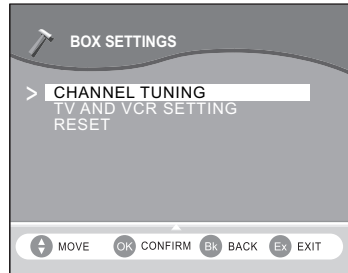 BOX SETTINGS
> CHANNEL TUNING
TV AND VCR SETTING
RESET
MOVE OK CONFIRM Bk BACK Ex EXIT